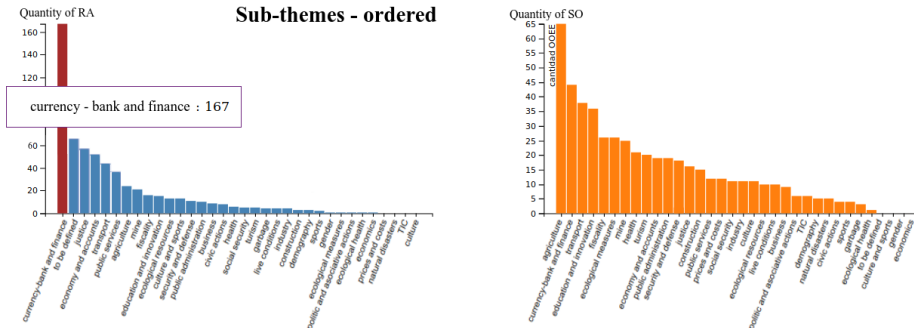 Sub-themes - ordered
Quantity of RA
160
140
120
currency - bank and finance : 167
60
40
20
0
currency-bank and finance
to be defined
justice
economy and accounts
transport
public services
agriculture
mine
fiscality
education and innovation
ecological resources
culture and sports
security and defense
public administration
business
civic actions
health
social security
turism
garbage
live conditions
industry
construction
demography
sports
gender
ecological measures
politic and asociative actions
ecological health
economics
prices and costs
natural disasters
TIC
culture
Quantity of SO
cantidad OOEE
65
60
55
50
45
40
35
30
25
20
15
10
5
0
agriculture
currency-bank and finance
transport
education and innovation
fiscality
ecological measures
mine
health
turism
economy and accounts
public administration
security and defense
justice
construction
public services
prices and costs
social security
industry
culture
ecological resources
live conditions
business
politic and asociative actions
TIC
demography
natural disasters
civic actions
sports
garbage
ecological health
to be defined
culture and sports
gender
economics